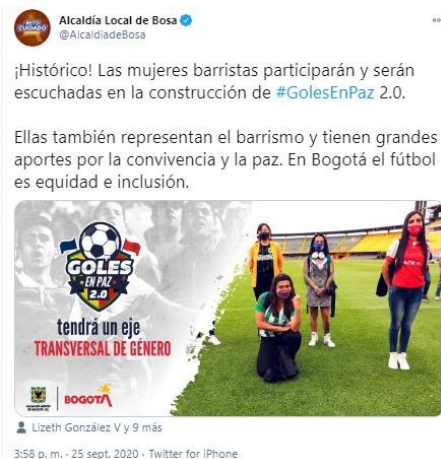 Alcaldía Local de Bosa
@AlcaldiadeBosa
¡Histórico! Las mujeres barristas participarán y serán
escuchadas en la construcción de #GolesEnPaz 2.0.
Ellas también representan el barrismo y tienen grandes
aportes por la convivencia y la paz. En Bogotá el fútbol
es equidad e inclusión.
GOLES
EN PAZ
2.0
tendrá un eje
TRANSVERSAL DE GÉNERO
BOGOTÁ
Lizeth González V y 9 más
3:58 p. m. · 25 sept. 2020 · Twitter for iPhone